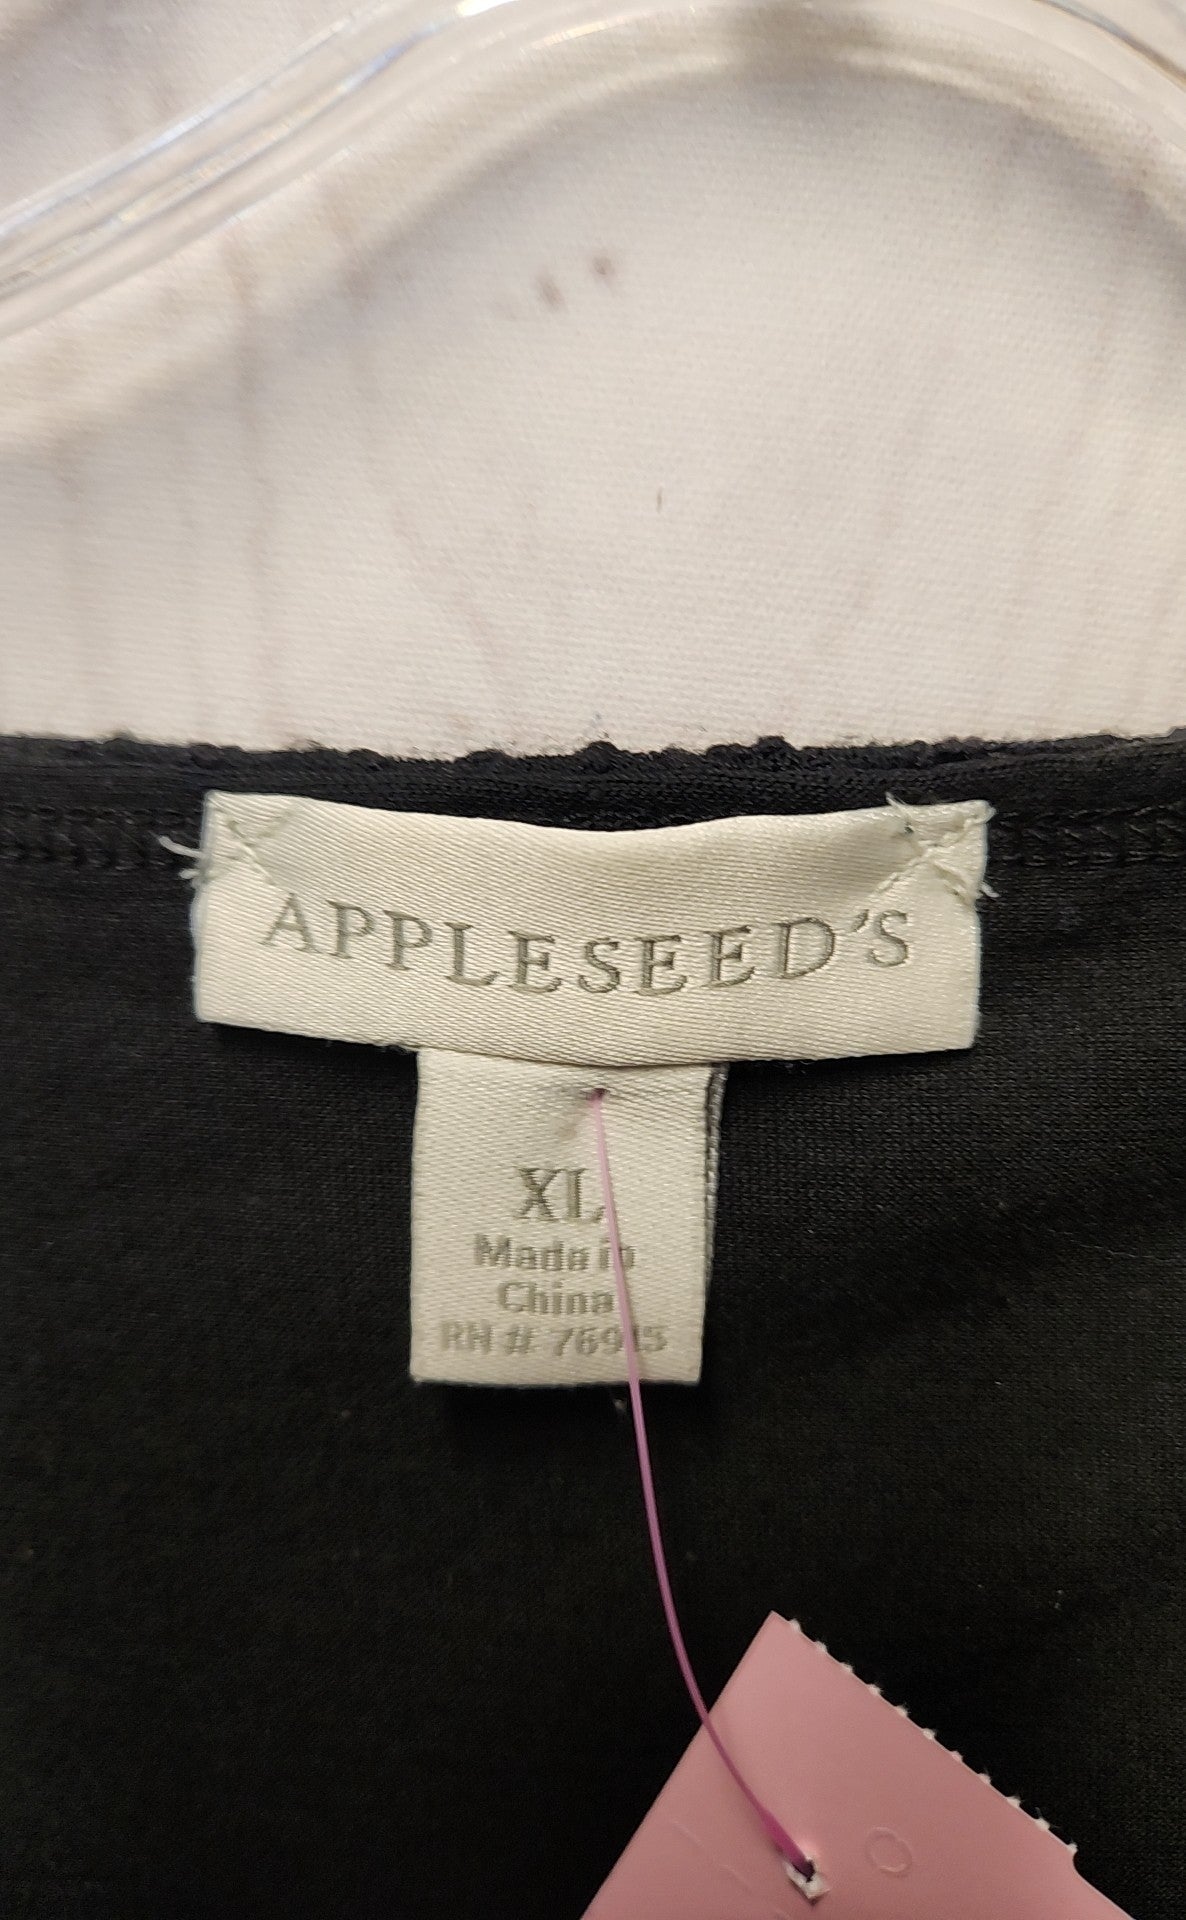 APPLESEED'S
XL
Made in
China
RN # 76915